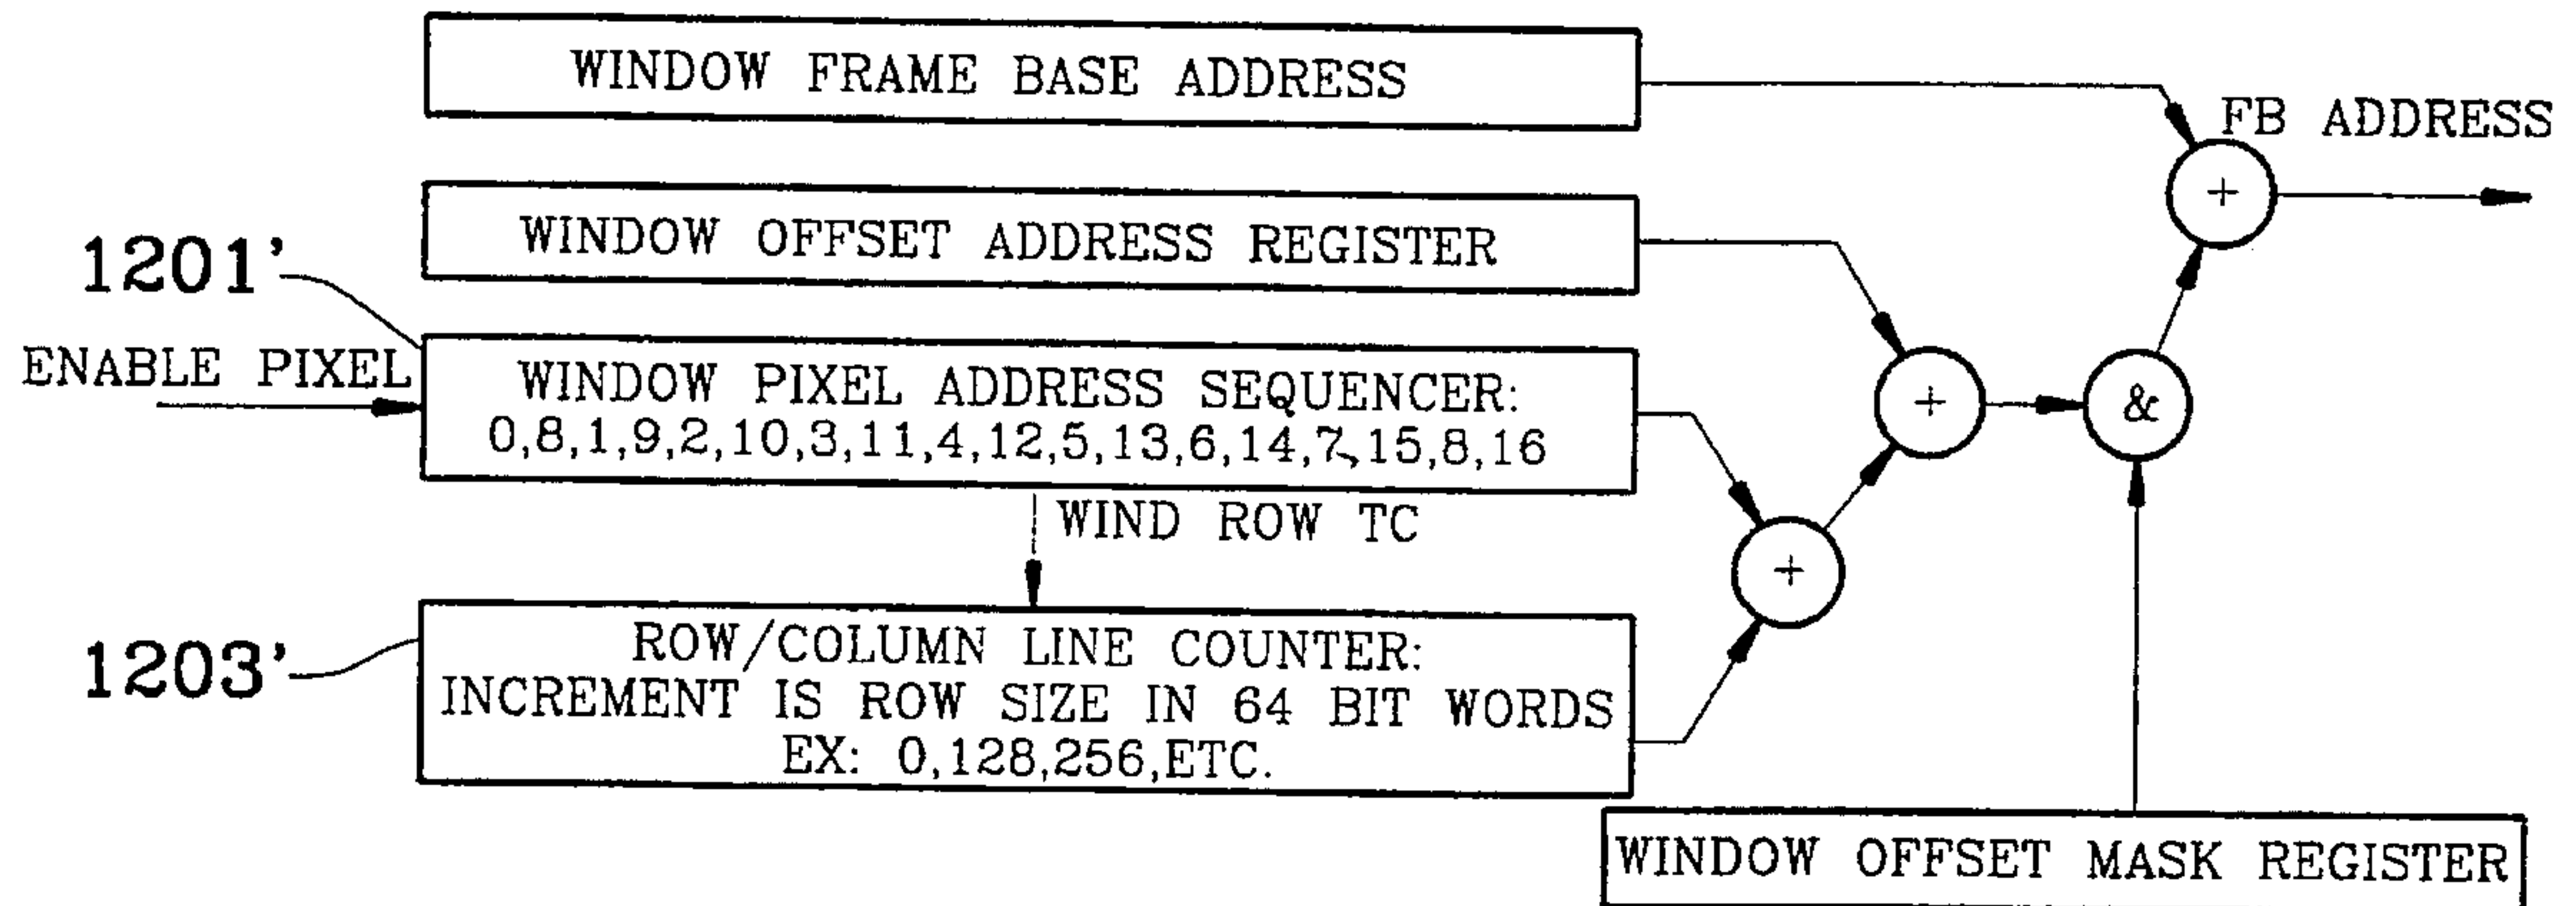 WINDOW FRAME BASE ADDRESS
FB ADDRESS
+
WINDOW OFFSET ADDRESS REGISTER
1201'
ENABLE PIXEL
WINDOW PIXEL ADDRESS SEQUENCER:
0,8,1,9,2,10,3,11,4,12,5,13,6,14,7,15,8,16
+
&
WIND ROW TC
+
1203'
ROW/COLUMN LINE COUNTER:
INCREMENT IS ROW SIZE IN 64 BIT WORDS
EX: 0,128,256,ETC.
WINDOW OFFSET MASK REGISTER